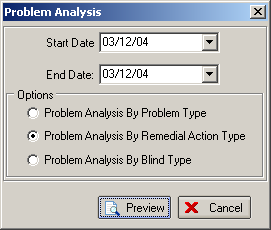 Problem Analysis
Start Date 03/12/04
End Date: 03/12/04
Options
Problem Analysis By Problem Type
Problem Analysis By Remedial Action Type
Problem Analysis By Blind Type
Preview Cancel